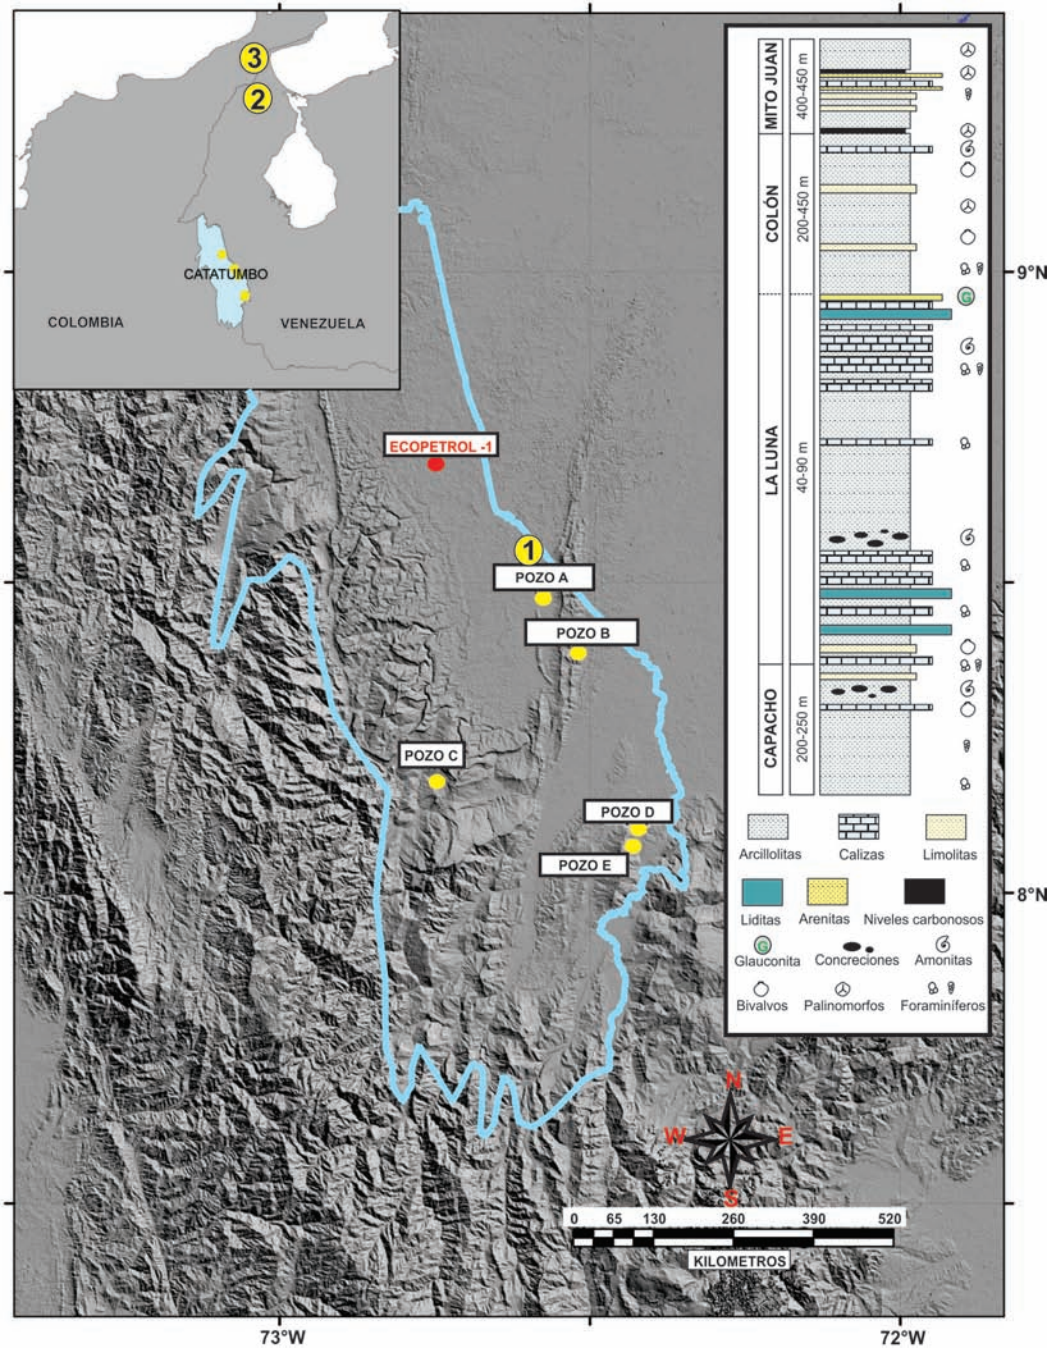 3
2
CATATUMBO
COLOMBIA
VENEZUELA
ECOPETROL -1
1
POZO A
POZO B
POZO C
POZO D
POZO E
MITO JUAN
400-450 m
COLÓN
200-450 m
LA LUNA
40-90 m
CAPACHO
200-250 m
G
Arcillolitas
Calizas
Limolitas
Liditas
Arenitas
Niveles carbonosos
G
Glauconita
Concreciones
Amonitas
Bivalvos
Palinomorfos
Foraminíferos
9°N
8°N
N
W
E
S
0 65 130 260 390 520
KILOMETROS
73°W
72°W